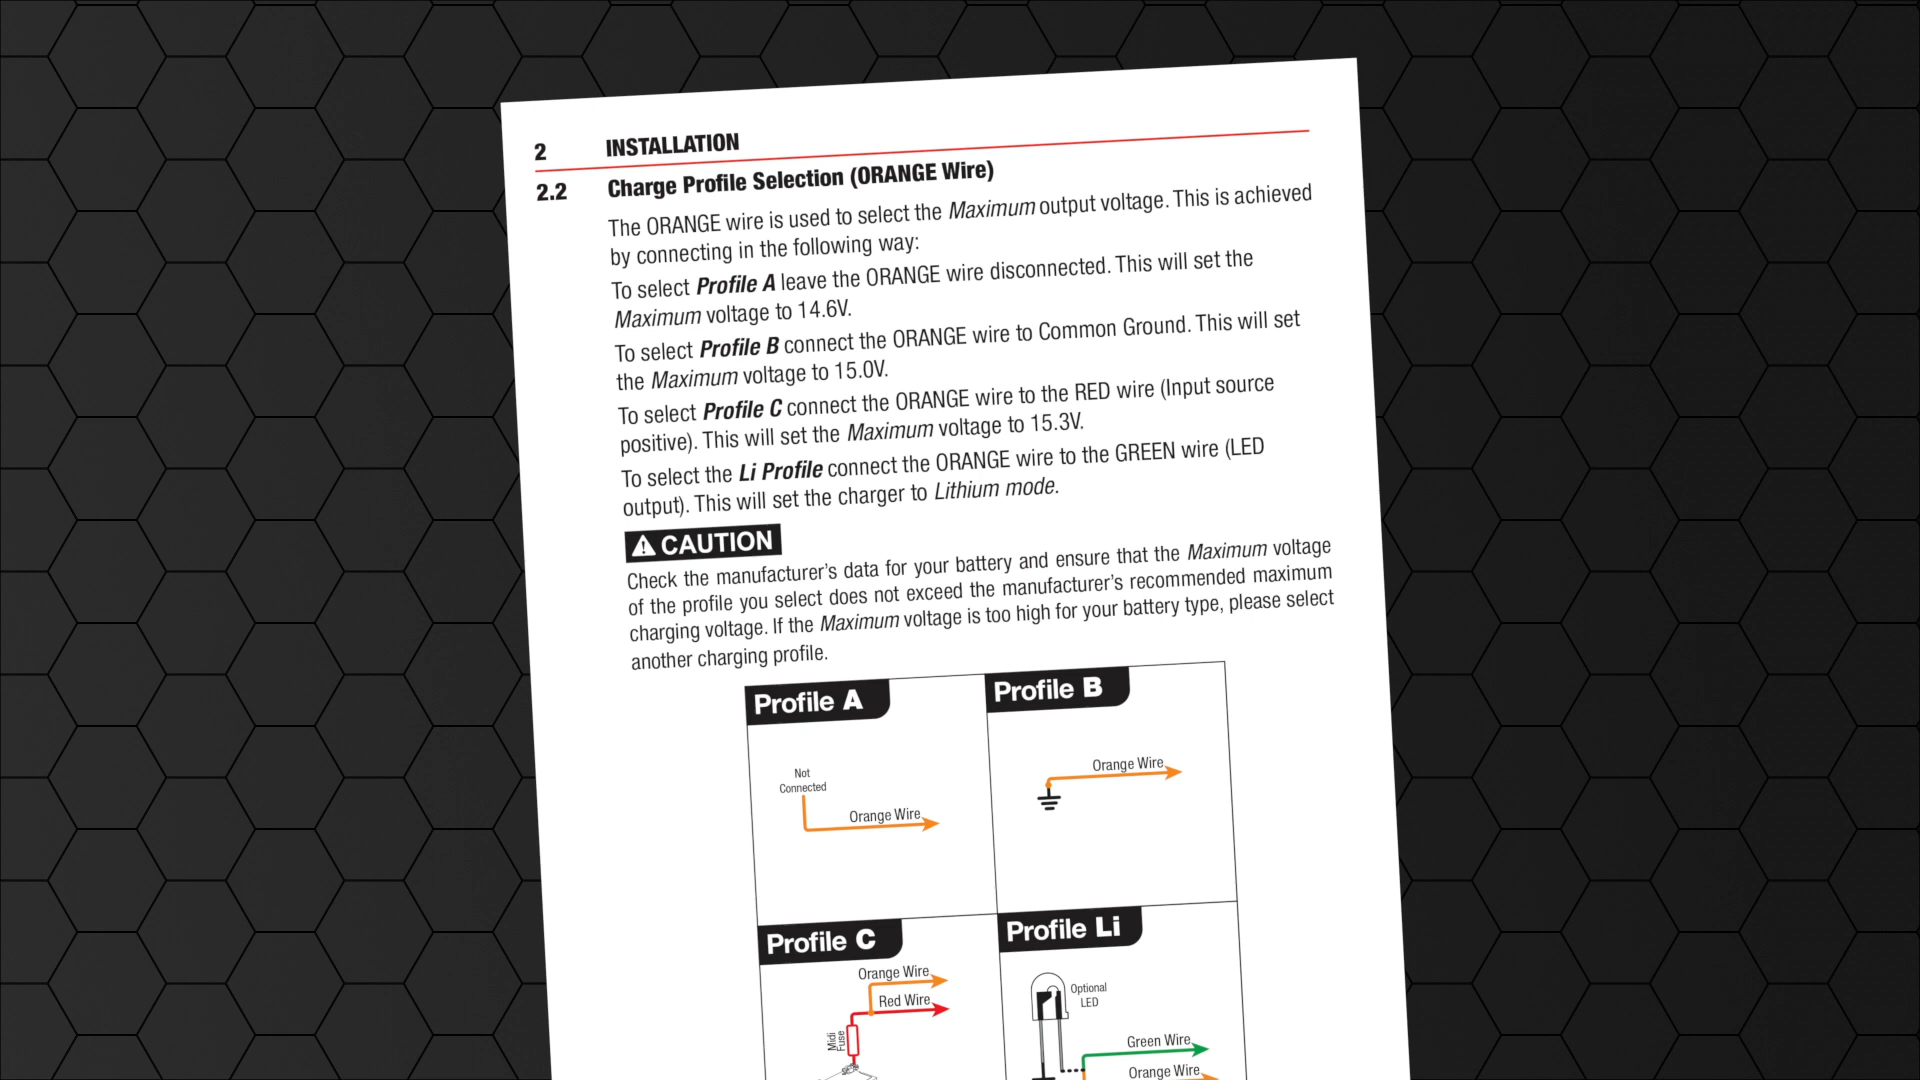 2 INSTALLATION
2.2 Charge Profile Selection (ORANGE Wire)
The ORANGE wire is used to select the Maximum output voltage. This is achieved
by connecting in the following way:
To select Profile A leave the ORANGE wire disconnected. This will set the
Maximum voltage to 14.6V.
To select Profile B connect the ORANGE wire to Common Ground. This will set
the Maximum voltage to 15.0V.
To select Profile C connect the ORANGE wire to the RED wire (Input source
positive). This will set the Maximum voltage to 15.3V.
To select the Li Profile connect the ORANGE wire to the GREEN wire (LED
output). This will set the charger to Lithium mode.
CAUTION
Check the manufacturer's data for your battery and ensure that the Maximum voltage
of the profile you select does not exceed the manufacturer's recommended maximum
charging voltage. If the Maximum voltage is too high for your battery type, please select
another charging profile.
Profile A
Not
Connected
Orange Wire
Profile B
Orange Wire
Profile C
Orange Wire
Red Wire
Midi
Fuse
Profile Li
Optional
LED
Green Wire
Orange Wire